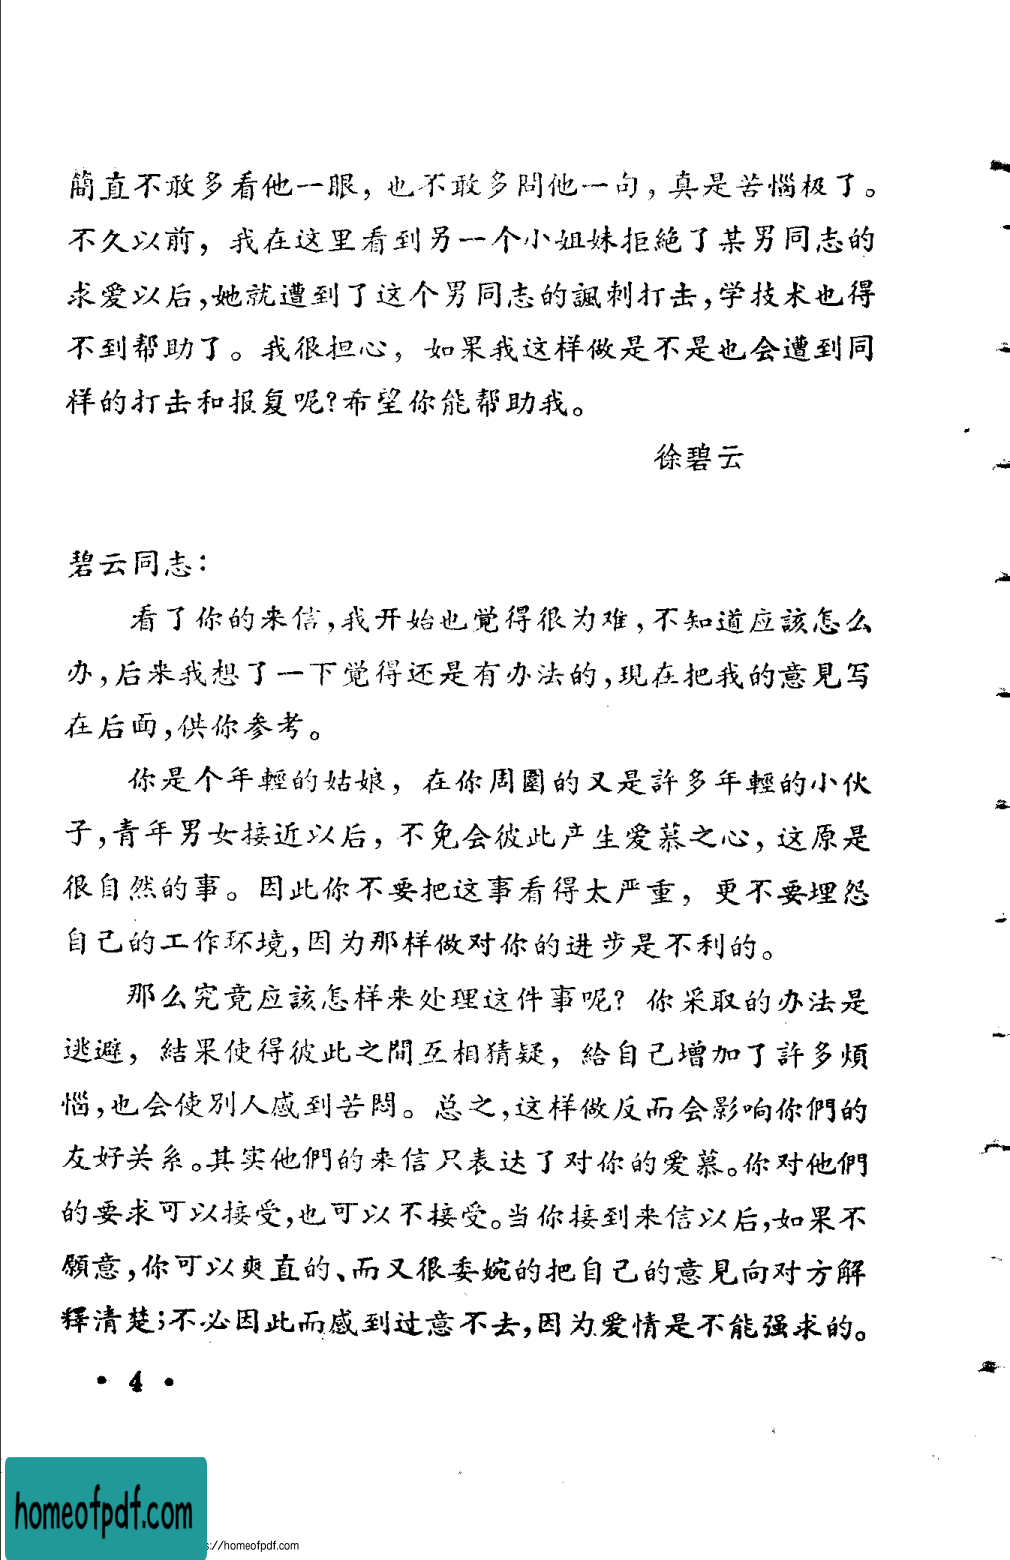 簡直不敢多看他一眼，也不敢多問他一句，真是苦惱极了。
不久以前，我在这里看到另一个小姐妹拒絕了某男同志的
求爱以后，她就遭到了这个男同志的諷刺打击，学技术也得
不到帮助了。我很担心，如果我这样做是不是也会遭到同
样的打击和报复呢？希望你能帮助我。
徐碧云
碧云同志：
看了你的来信，我开始也觉得很为难，不知道应該怎么
办，后来我想了一下觉得还是有办法的，現在把我的意見写
在后面，供你参考。
你是个年輕的姑娘，在你周圍的又是許多年輕的小伙
子，青年男女接近以后，不免会彼此产生爱慕之心，这原是
很自然的事。因此你不要把这事看得太严重，更不要埋怨
自己的工作环境，因为那样做对你的进步是不利的。
那么究竟应該怎样来处理这件事呢？你采取的办法是
逃避，結果使得彼此之間互相猜疑，給自己增加了許多煩
惱，也会使別人感到苦悶。总之，这样做反而会影响你們的
友好关系。其实他們的来信只表达了对你的爱慕。你对他們
的要求可以接受，也可以不接受。当你接到来信以后，如果不
願意，你可以爽直的、而又很委婉的把自己的意見向对方解
釋清楚；不必因此而感到过意不去，因为爱情是不能强求的。
• 4 •
homeofpdf.com
s://homeofpdf.com